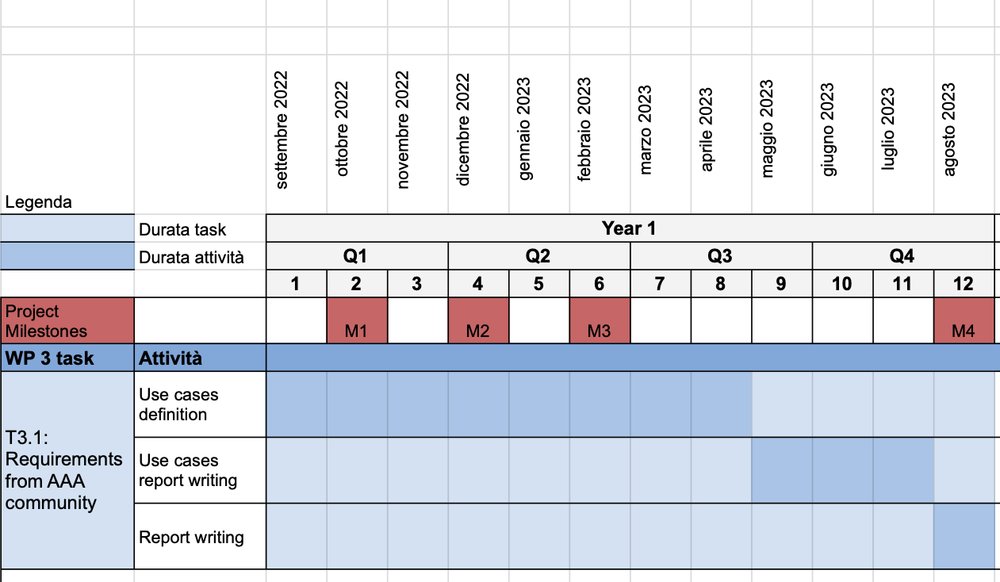 settembre 2022
ottobre 2022
novembre 2022
dicembre 2022
gennaio 2023
febbraio 2023
marzo 2023
aprile 2023
maggio 2023
giugno 2023
luglio 2023
agosto 2023
Legenda
Durata task
Year 1
Durata attività
Q1 Q2 Q3 Q4
1 2 3 4 5 6 7 8 9 10 11 12
Project
Milestones
M1 M2 M3 M4
WP 3 task
Attività
T3.1:
Requirements
from AAA
community
Use cases
definition
Use cases
report writing
Report writing